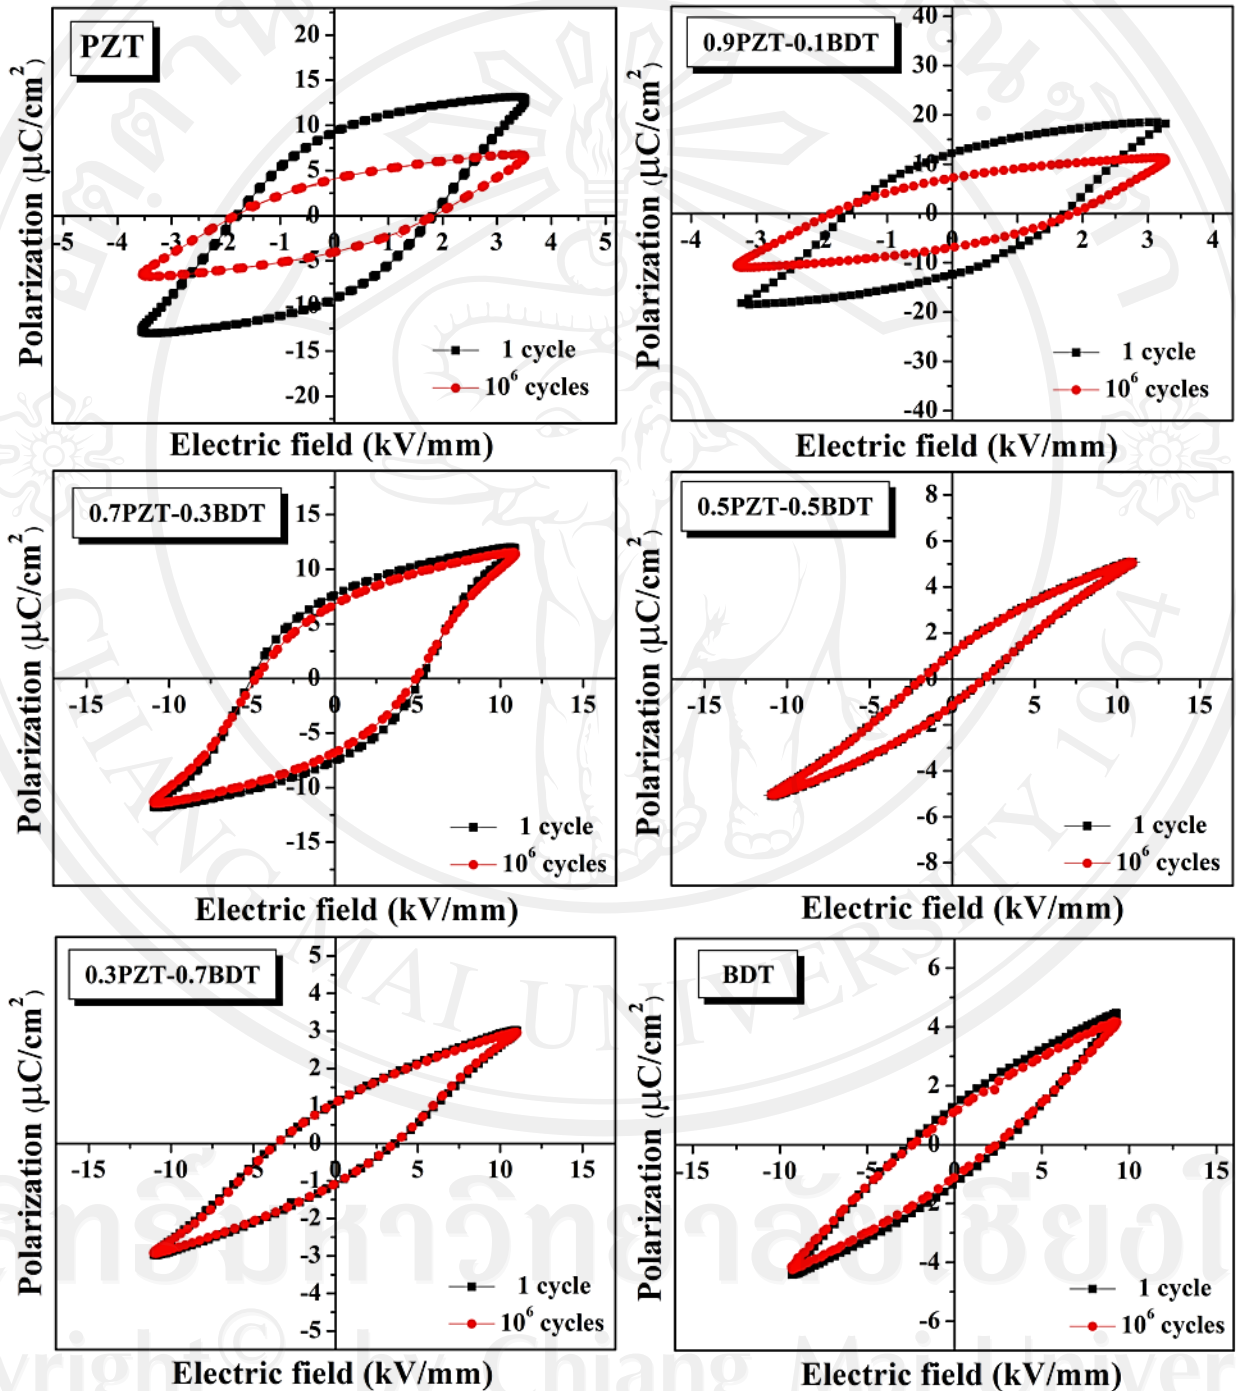 PZT
Polarization (μC/cm²)
20
15
10
5
0
-5
-10
-15
-20
-5 -4 -3 -2 -1 0 1 2 3 4 5
1 cycle
10⁶ cycles
Electric field (kV/mm)
0.9PZT-0.1BDT
Polarization (μC/cm²)
40
30
20
10
0
-10
-20
-30
-40
-4 -3 -2 -1 0 1 2 3 4
1 cycle
10⁶ cycles
Electric field (kV/mm)
0.7PZT-0.3BDT
Polarization (μC/cm²)
15
10
5
0
-5
-10
-15
-15 -10 -5 0 5 10 15
1 cycle
10⁶ cycles
Electric field (kV/mm)
0.5PZT-0.5BDT
Polarization (μC/cm²)
8
6
4
2
0
-2
-4
-6
-8
-15 -10 -5 0 5 10 15
1 cycle
10⁶ cycles
Electric field (kV/mm)
0.3PZT-0.7BDT
Polarization (μC/cm²)
5
4
3
2
1
0
-1
-2
-3
-4
-5
-15 -10 -5 0 5 10 15
1 cycle
10⁶ cycles
Electric field (kV/mm)
BDT
Polarization (μC/cm²)
6
4
2
0
-2
-4
-6
-15 -10 -5 0 5 10 15
1 cycle
10⁶ cycles
Electric field (kV/mm)
CHIANG MAI UNIVERSITY 1964
by Chiang Mai Univer